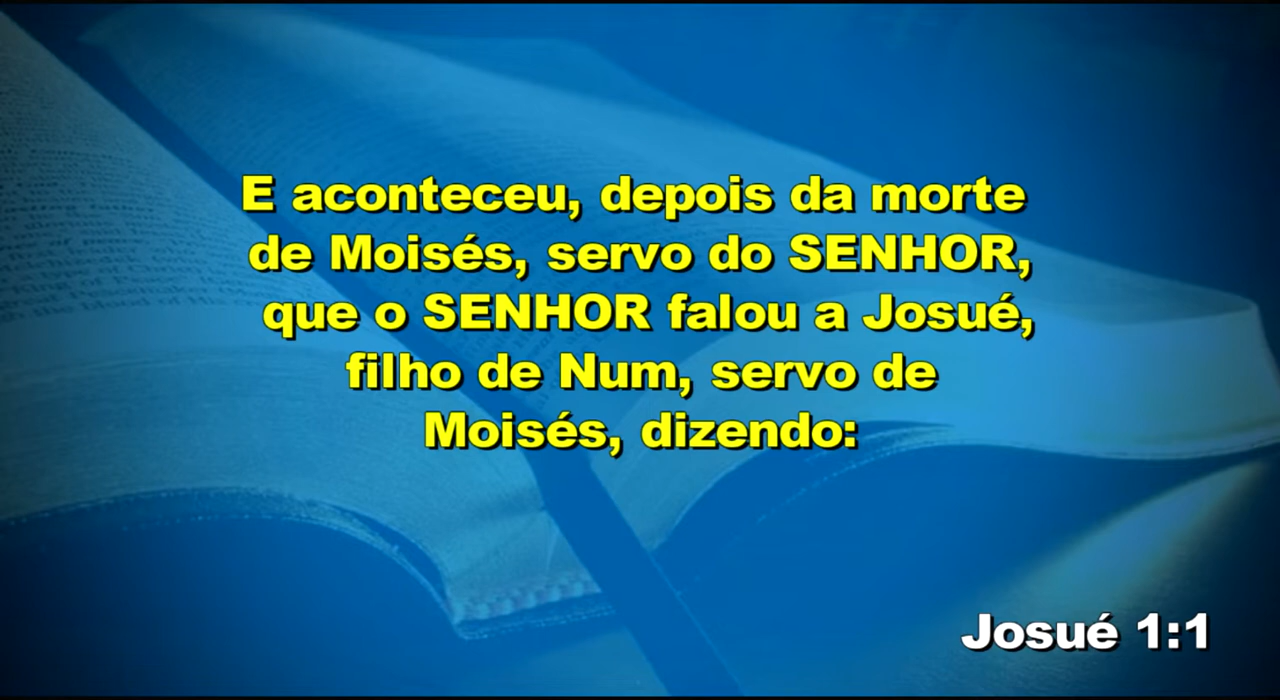 E aconteceu, depois da morte
de Moisés, servo do SENHOR,
que o SENHOR falou a Josué,
filho de Num, servo de
Moisés, dizendo:
Josué 1:1